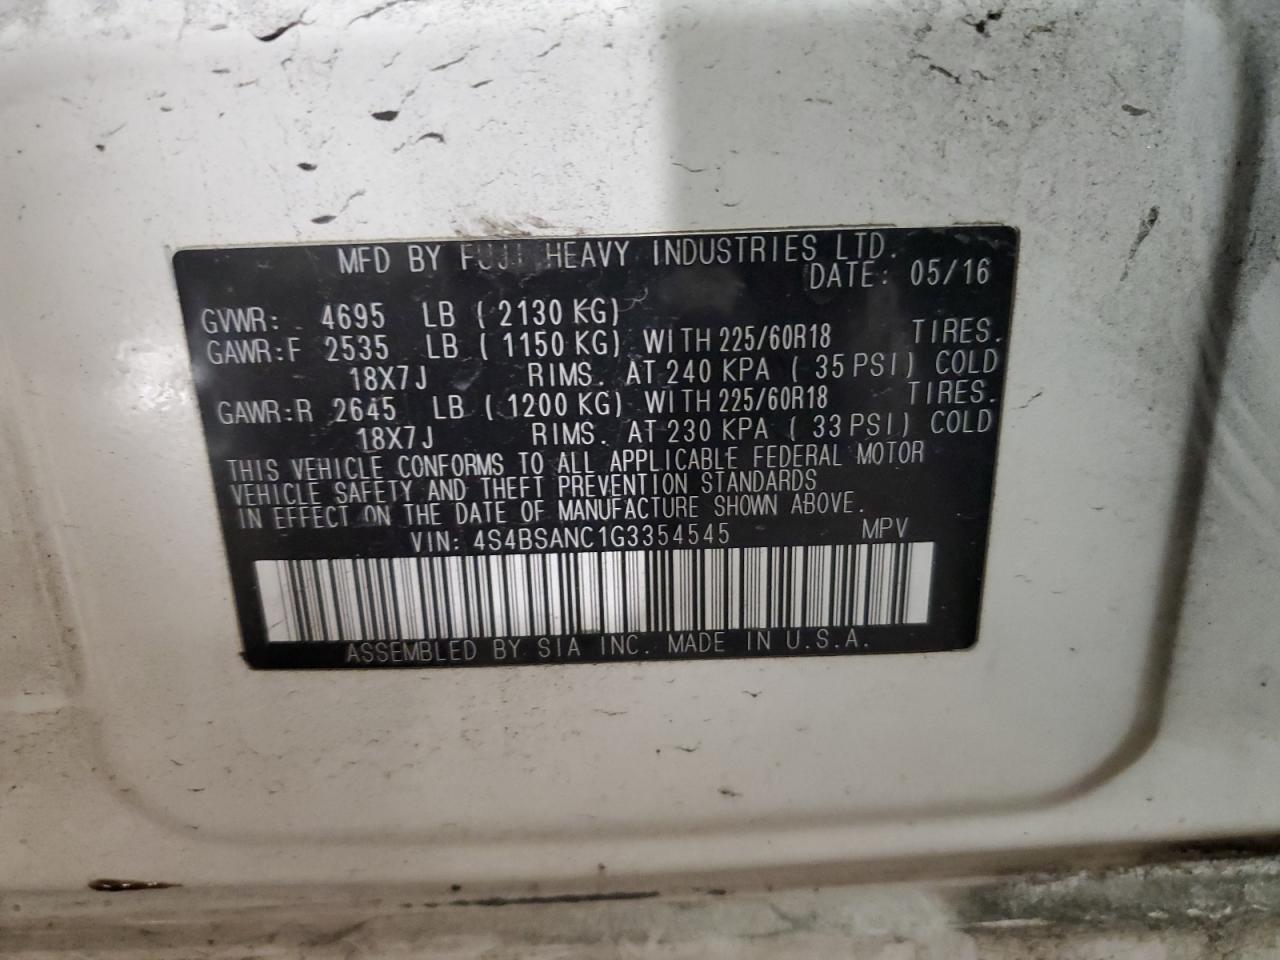 MFD BY FUJI HEAVY INDUSTRIES LTD.
DATE: 05/16
GVWR: 4695 LB (2130 KG)
GAWR:F 2535 LB (1150 KG) WITH 225/60R18 TIRES.
18X7J RIMS. AT 240 KPA (35 PSI) COLD
GAWR:R 2645 LB (1200 KG) WITH 225/60R18 TIRES.
18X7J RIMS. AT 230 KPA (33 PSI) COLD
THIS VEHICLE CONFORMS TO ALL APPLICABLE FEDERAL MOTOR
VEHICLE SAFETY AND THEFT PREVENTION STANDARDS
IN EFFECT ON THE DATE OF MANUFACTURE SHOWN ABOVE.
VIN: 4S4BSANC1G3354545 MPV
ASSEMBLED BY SIA INC. MADE IN U.S.A.